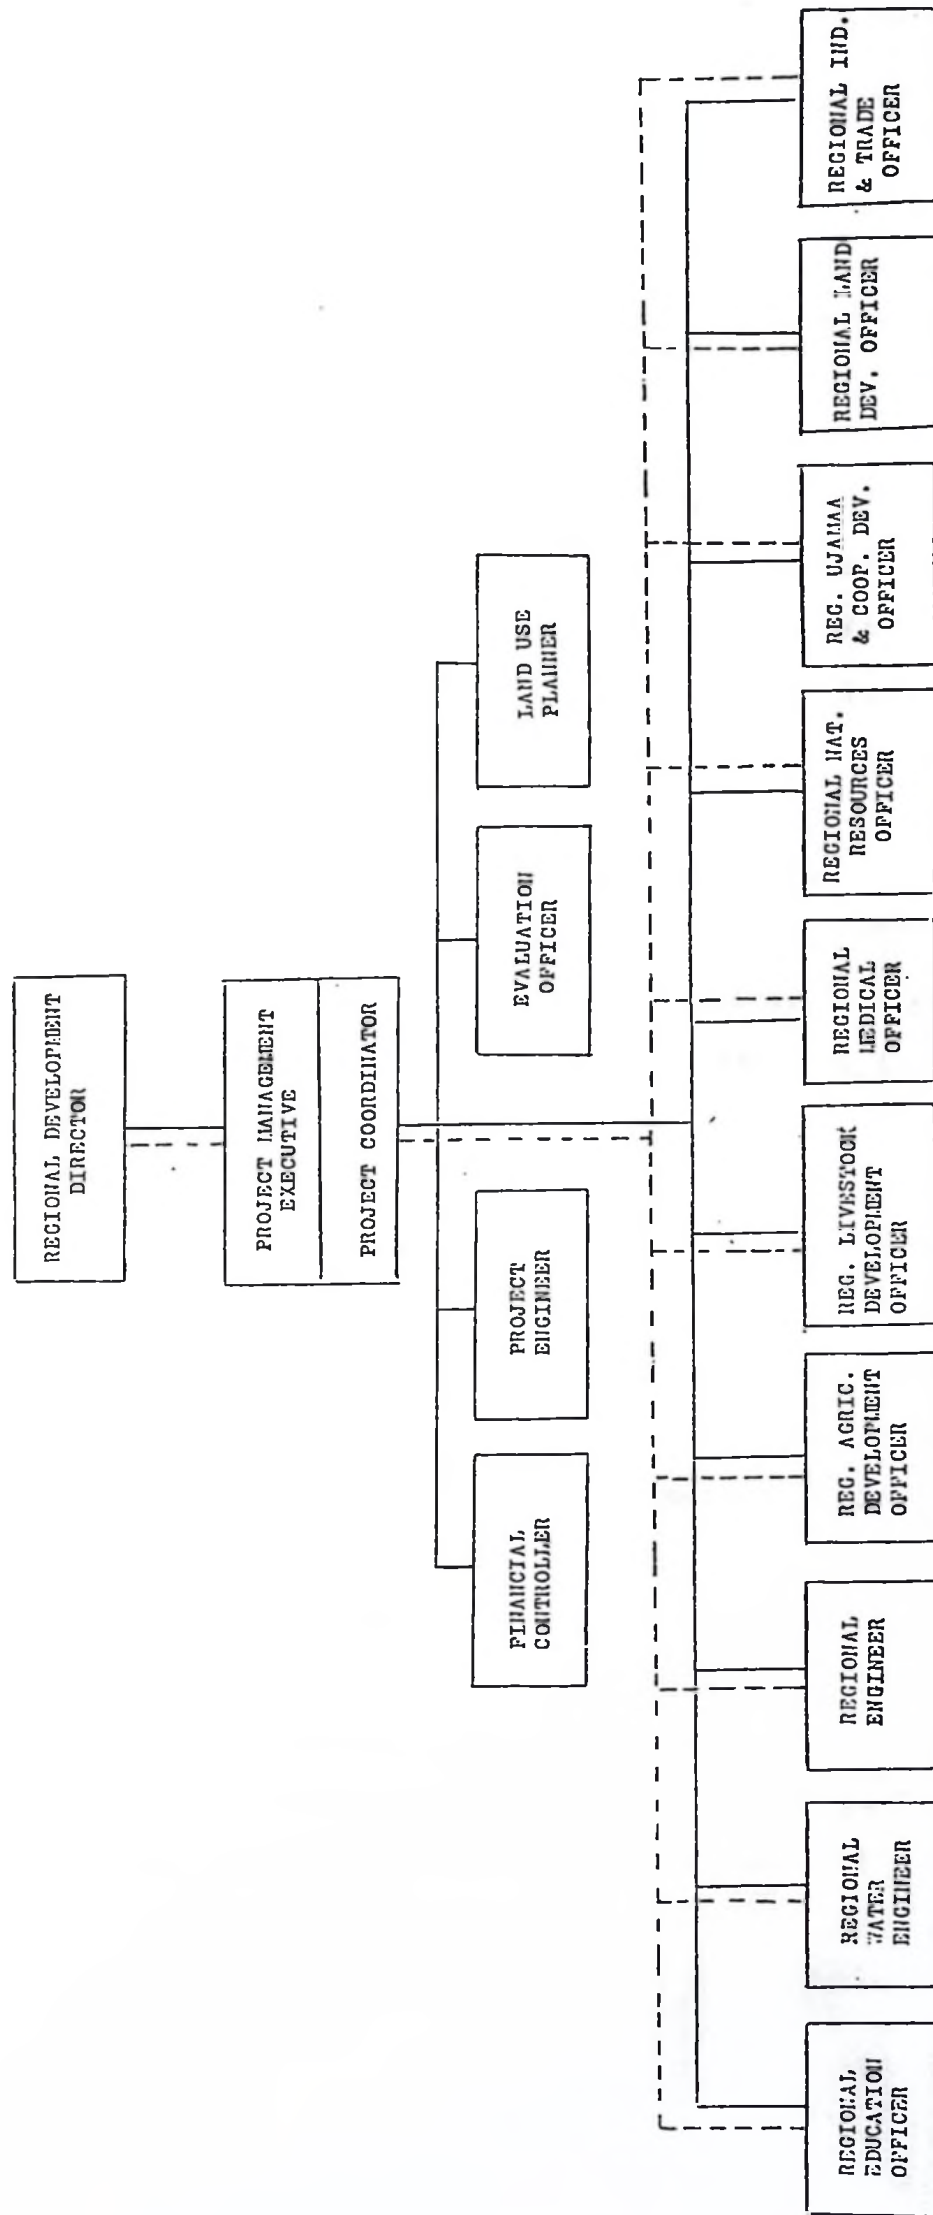 REGIONAL DEVELOPMENT
DIRECTOR
PROJECT MANAGEMENT
EXECUTIVE
PROJECT COORDINATOR
FINANCIAL
CONTROLLER
PROJECT
ENGINEER
EVALUATION
OFFICER
LAND USE
PLANNER
REGIONAL
EDUCATION
OFFICER
REGIONAL
WATER
ENGINEER
REGIONAL
ENGINEER
REG. AGRIC.
DEVELOPMENT
OFFICER
REG. LIVESTOCK
DEVELOPMENT
OFFICER
REGIONAL
MEDICAL
OFFICER
REGIONAL NAT.
RESOURCES
OFFICER
REG. UJAMAA
& COOP. DEV.
OFFICER
REGIONAL LAND
DEV. OFFICER
REGIONAL IND.
& TRADE
OFFICER